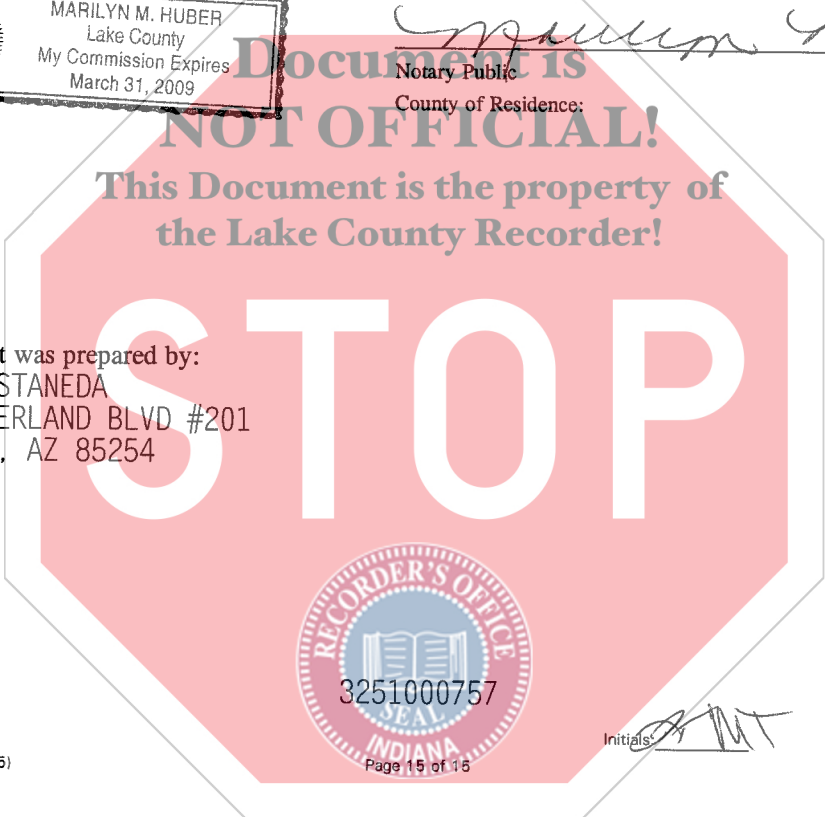 MARILYN M. HUBER
Lake County
My Commission Expires
March 31, 2009
Notary Public
County of Residence:
Document is
NOT OFFICIAL!
This Document is the property of
the Lake County Recorder!
STOP
t was prepared by:
STANEDA
ERLAND BLVD #201
, AZ 85254
RECORDER'S OFFICE
3251000757
SEAL
INDIANA
Initials:
Page 15 of 15